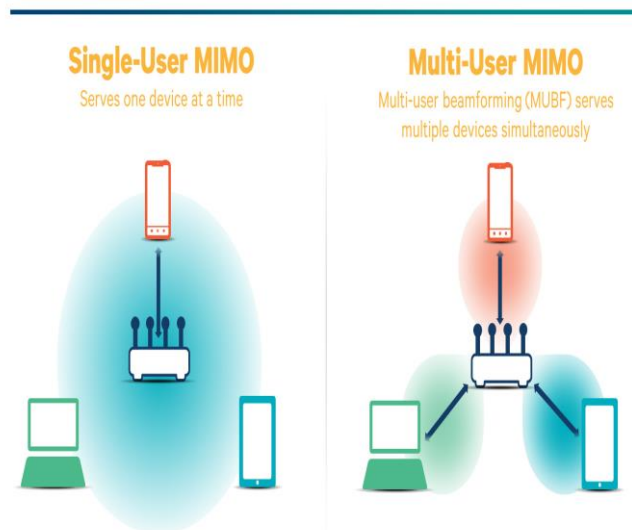 Single-User MIMO
Serves one device at a time
Multi-User MIMO
Multi-user beamforming (MUBF) serves
multiple devices simultaneously